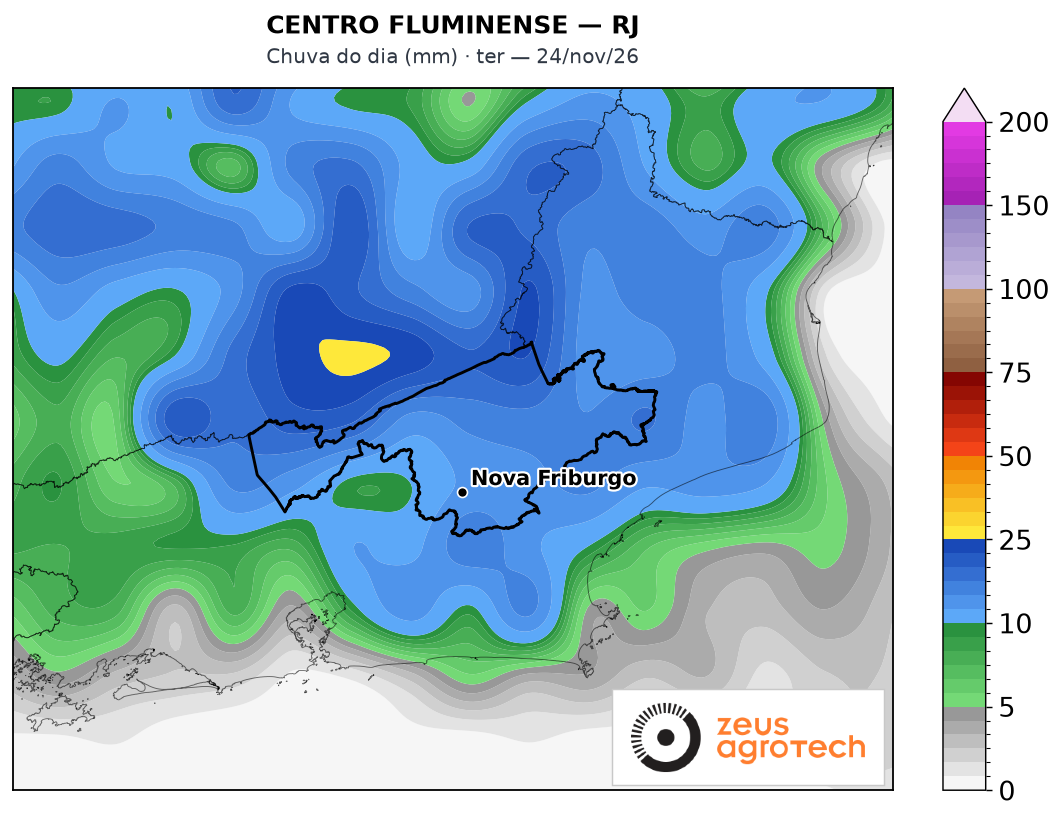 CENTRO FLUMINENSE — RJ
Chuva do dia (mm) · ter — 24/nov/26
200
150
100
75
50
25
10
5
0
Nova Friburgo
zeus
agrotech